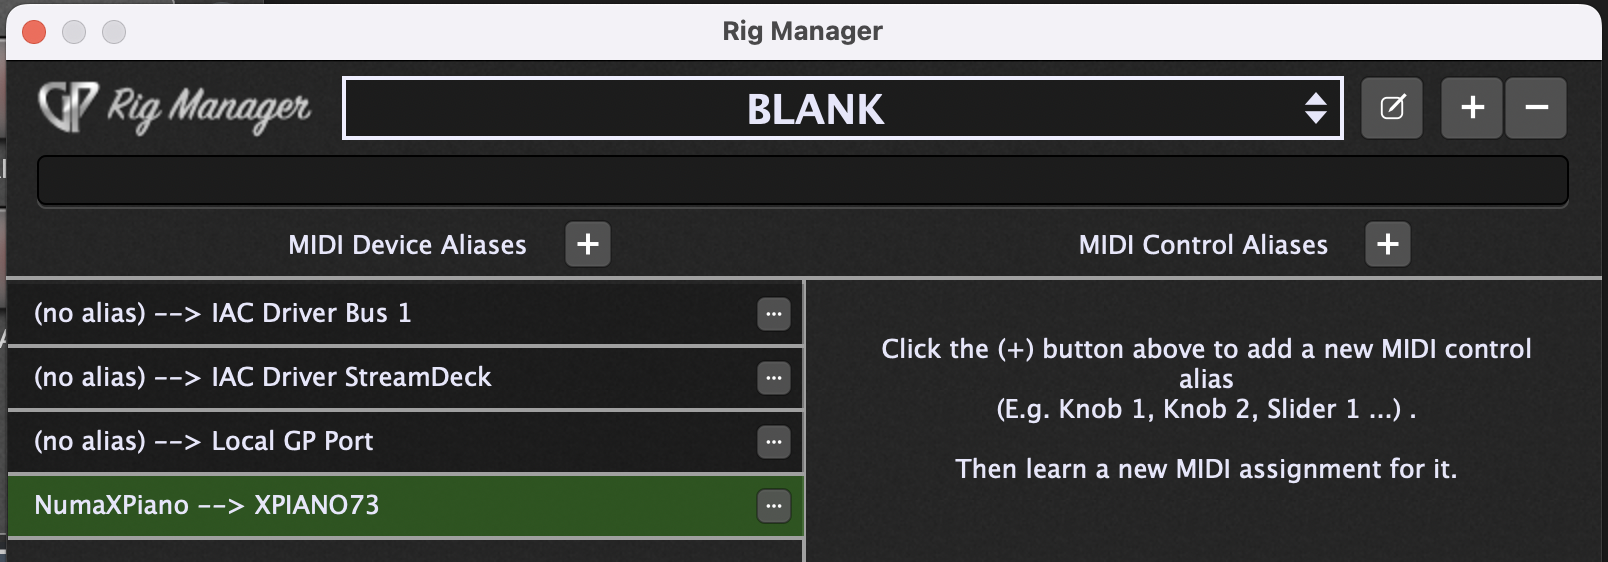 Rig Manager
GP Rig Manager
BLANK
+
−
MIDI Device Aliases +
MIDI Control Aliases +
(no alias) --> IAC Driver Bus 1 ...
(no alias) --> IAC Driver StreamDeck ...
(no alias) --> Local GP Port ...
NumaXPiano --> XPIANO73 ...
Click the (+) button above to add a new MIDI control
alias
(E.g. Knob 1, Knob 2, Slider 1 ...) .
Then learn a new MIDI assignment for it.